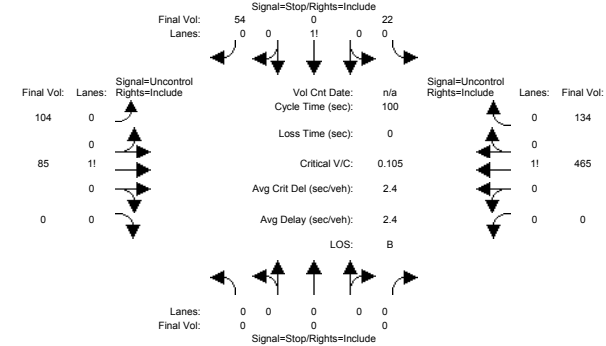 Signal=Stop/Rights=Include
Final Vol: 54 0 22
Lanes: 0 0 1! 0 0
Signal=Uncontrol
Final Vol: Lanes: Rights=Include
Vol Cnt Date: n/a
Cycle Time (sec): 100
Signal=Uncontrol
Rights=Include Lanes: Final Vol:
104 0
0 134
0
Loss Time (sec): 0
0
85 1!
Critical V/C: 0.105
1! 465
0
Avg Crit Del (sec/veh): 2.4
0
0 0
Avg Delay (sec/veh): 2.4
0 0
LOS: B
Lanes: 0 0 0 0 0
Final Vol: 0 0 0
Signal=Stop/Rights=Include